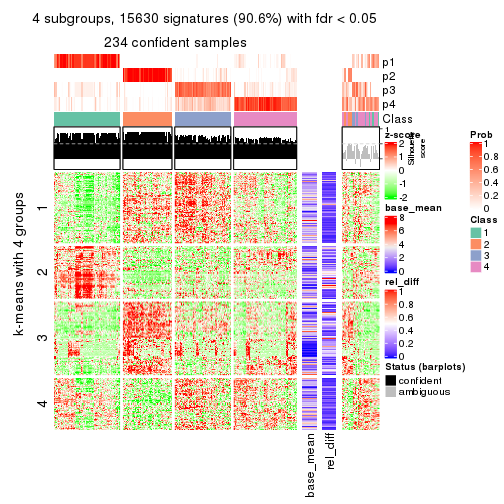 4 subgroups, 15630 signatures (90.6%) with fdr < 0.05
234 confident samples
p1
p2
p3
p4
Class
1
Silhouette
score
k-means with 4 groups
1
2
3
4
base_mean
rel_diff
z-score
2
1
0
-1
-2
base_mean
8
6
4
2
0
rel_diff
1
0.8
0.6
0.4
0.2
0
Status (barplots)
confident
ambiguous
Prob
1
0.8
0.6
0.4
0.2
0
Class
1
2
3
4